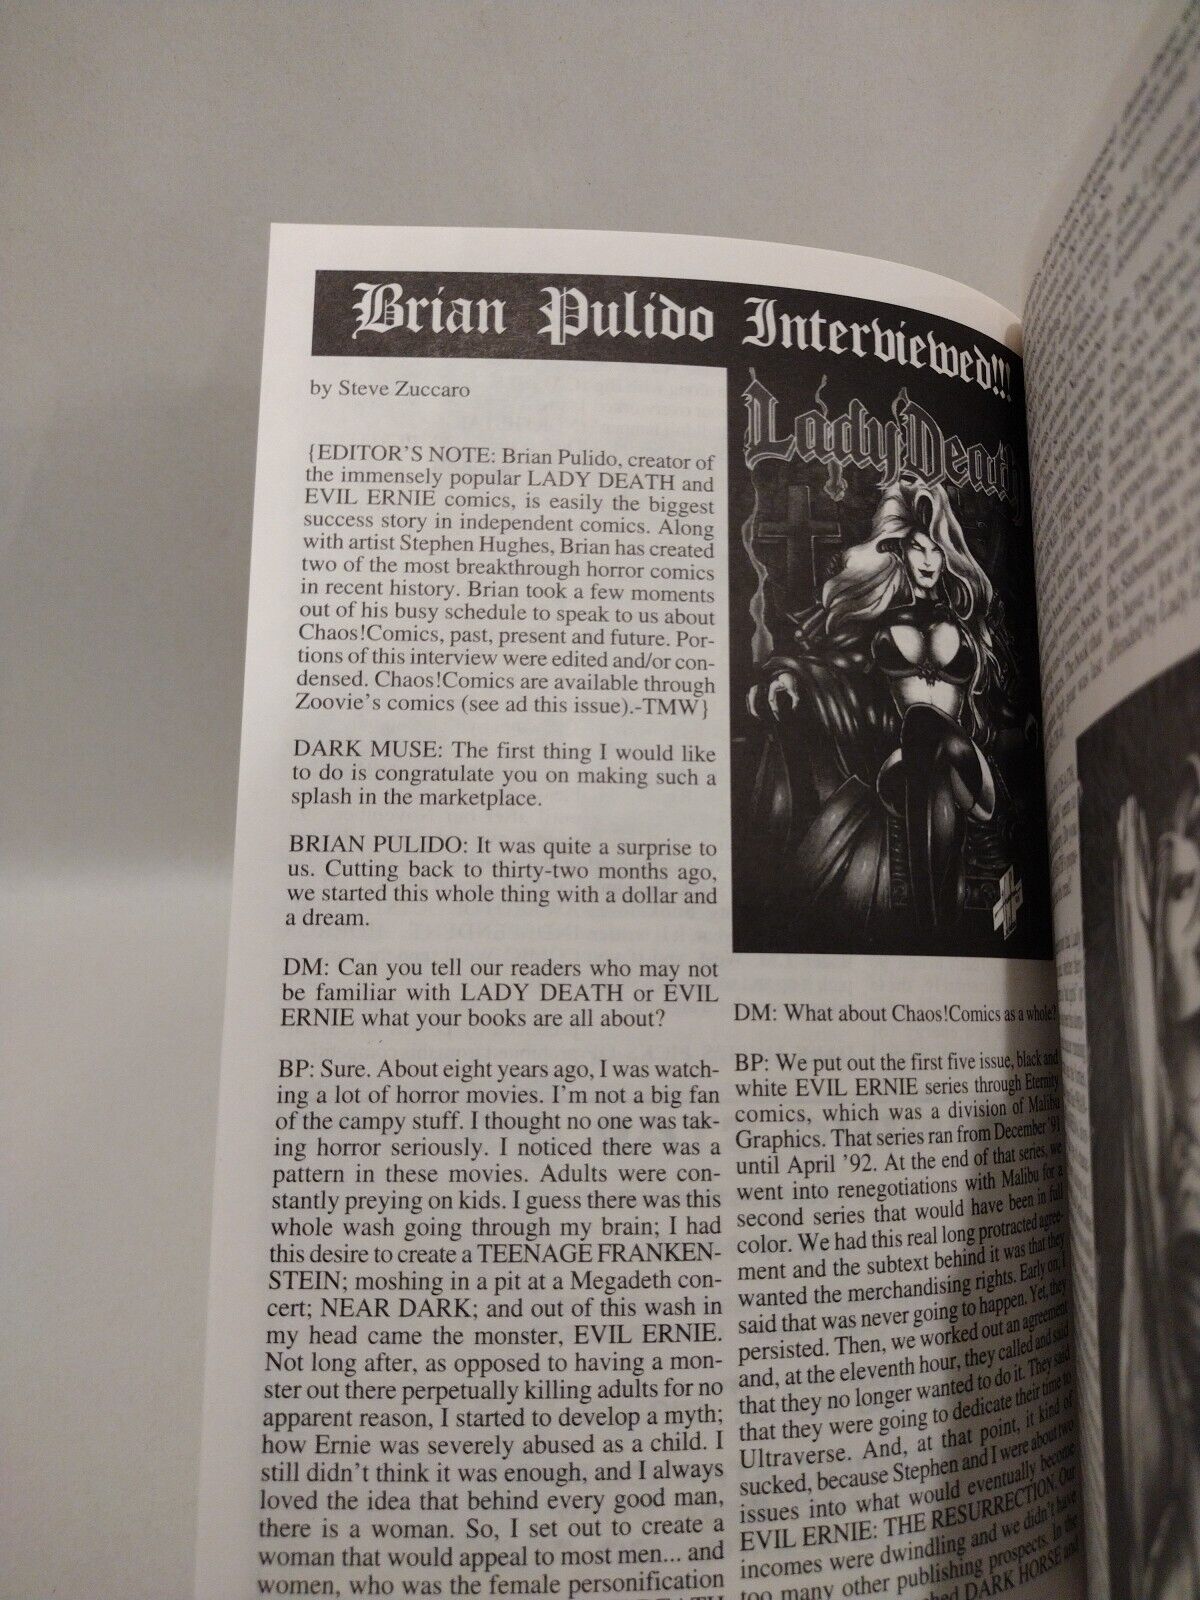 Brian Pulido Interviewed!!!
by Steve Zuccaro
{EDITOR'S NOTE: Brian Pulido, creator of
the immensely popular LADY DEATH and
EVIL ERNIE comics, is easily the biggest
success story in independent comics. Along
with artist Stephen Hughes, Brian has created
two of the most breakthrough horror comics
in recent history. Brian took a few moments
out of his busy schedule to speak to us about
Chaos!Comics, past, present and future. Por-
tions of this interview were edited and/or con-
densed. Chaos!Comics are available through
Zoovie's comics (see ad this issue).-TMW}
DARK MUSE: The first thing I would like
to do is congratulate you on making such a
splash in the marketplace.
BRIAN PULIDO: It was quite a surprise to
us. Cutting back to thirty-two months ago,
we started this whole thing with a dollar and
a dream.
DM: Can you tell our readers who may not
be familiar with LADY DEATH or EVIL
ERNIE what your books are all about?
BP: Sure. About eight years ago, I was watch-
ing a lot of horror movies. I'm not a big fan
of the campy stuff. I thought no one was tak-
ing horror seriously. I noticed there was a
pattern in these movies. Adults were con-
stantly preying on kids. I guess there was this
whole wash going through my brain; I had
this desire to create a TEENAGE FRANKEN-
STEIN; moshing in a pit at a Megadeth con-
cert; NEAR DARK; and out of this wash in
my head came the monster, EVIL ERNIE.
Not long after, as opposed to having a mon-
ster out there perpetually killing adults for no
apparent reason, I started to develop a myth;
how Ernie was severely abused as a child. I
still didn't think it was enough, and I always
loved the idea that behind every good man,
there is a woman. So, I set out to create a
woman that would appeal to most men... and
women, who was the female personification
DEATH
Lady Death
DM: What about Chaos!Comics as a whole?
BP: We put out the first five issue, black and
white EVIL ERNIE series through Eternity
comics, which was a division of Malibu
Graphics. That series ran from December '91
until April '92. At the end of that series, we
went into renegotiations with Malibu for a
second series that would have been in full
color. We had this real long protracted agree-
ment and the subtext behind it was that they
wanted the merchandising rights. Early on, I
said that was never going to happen. Yet, they
persisted. Then, we worked out an agreement
and, at the eleventh hour, they called and said
that they no longer wanted to do it. They said
that they were going to dedicate their time to
Ultraverse. And, at that point, it kind of
sucked, because Stephen and I were about two
issues into what would eventually become
EVIL ERNIE: THE RESURRECTION. Our
incomes were dwindling and we didn't have
too many other publishing prospects. In the
DARK HORSE and